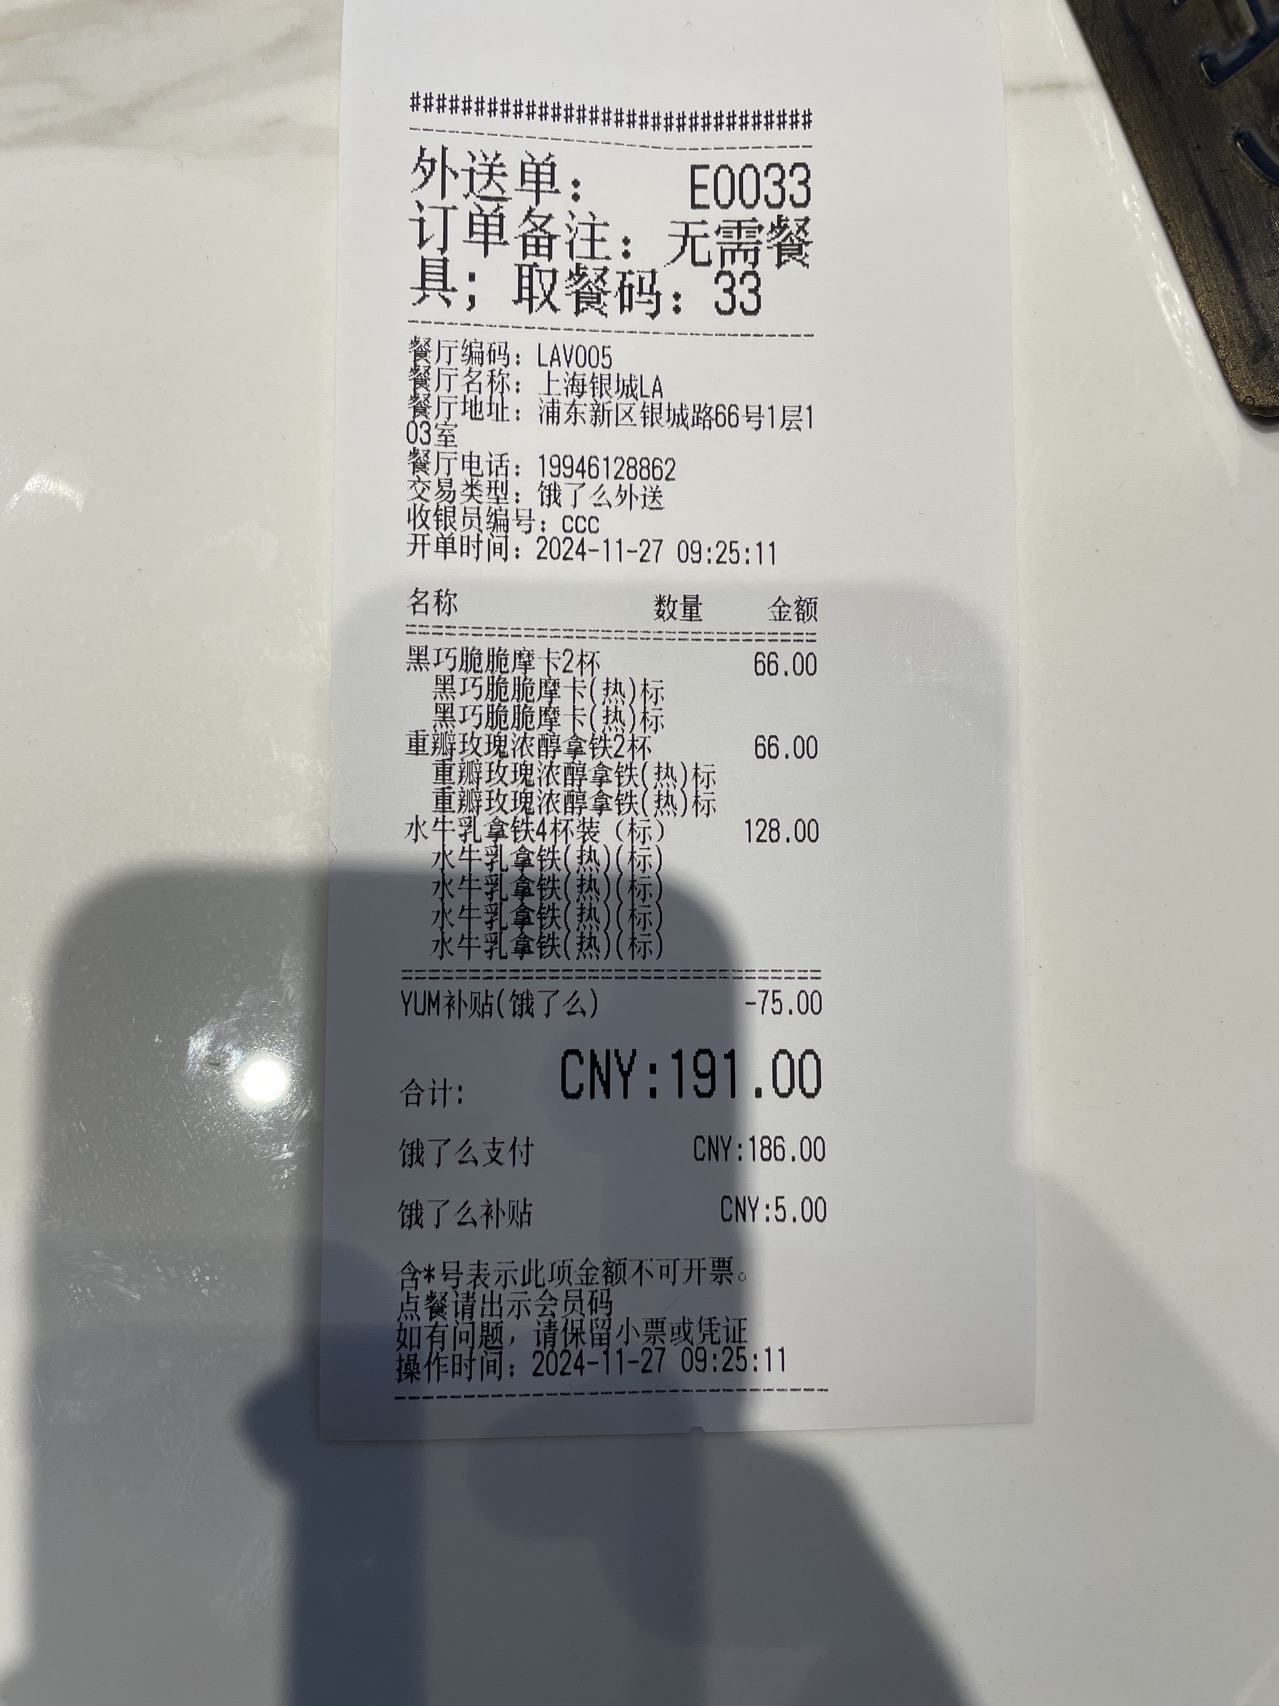 ################################
外送单： E0033
订单备注：无需餐
具；取餐码：33
餐厅编码：LAV005
餐厅名称：上海银城LA
餐厅地址：浦东新区银城路66号1层1
03室
餐厅电话：19946128862
交易类型：饿了么外送
收银员编号：ccc
开单时间：2024-11-27 09:25:11
名称 数量 金额
黑巧脆脆摩卡2杯 66.00
黑巧脆脆摩卡(热)标
黑巧脆脆摩卡(热)标
重瓣玫瑰浓醇拿铁2杯 66.00
重瓣玫瑰浓醇拿铁(热)标
重瓣玫瑰浓醇拿铁(热)标
水牛乳拿铁4杯装（标） 128.00
水牛乳拿铁(热)(标)
水牛乳拿铁(热)(标)
水牛乳拿铁(热)(标)
水牛乳拿铁(热)(标)
YUM补贴(饿了么) -75.00
合计: CNY:191.00
饿了么支付 CNY:186.00
饿了么补贴 CNY:5.00
含*号表示此项金额不可开票。
点餐请出示会员码
如有问题，请保留小票或凭证
操作时间：2024-11-27 09:25:11